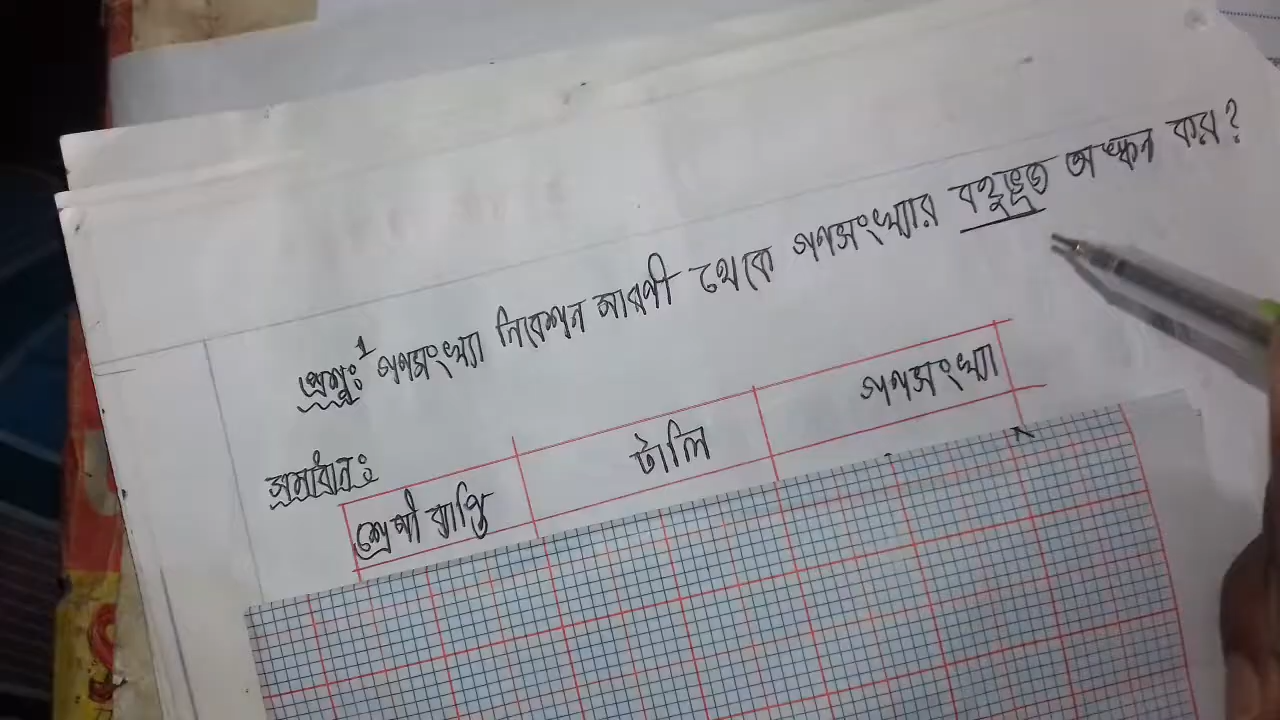 প্রশ্নঃ 1 গণসংখ্যা নিবেশন সারণী থেকে গণসংখ্যার বহুভূজ অঙ্কন কর?
সমাধানঃ
শ্রেণী ব্যাপ্তি টালি গণসংখ্যা